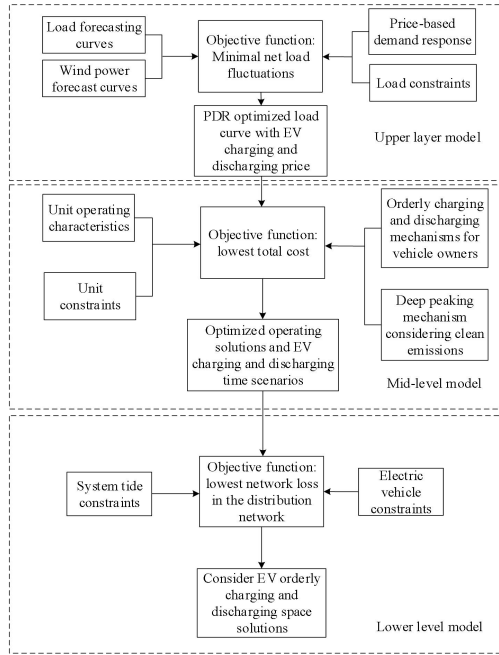 Load forecasting
curves
Wind power
forecast curves
Objective function:
Minimal net load
fluctuations
Price-based
demand response
Load constraints
PDR optimized load
curve with EV
charging and
discharging price
Upper layer model
Unit operating
characteristics
Unit
constraints
Objective function:
lowest total cost
Orderly charging
and discharging
mechanisms for
vehicle owners
Deep peaking
mechanism
considering clean
emissions
Optimized operating
solutions and EV
charging and discharging
time scenarios
Mid-level model
System tide
constraints
Objective function:
lowest network loss
in the distribution
network
Electric
vehicle
constraints
Consider EV orderly
charging and
discharging space
solutions
Lower level model